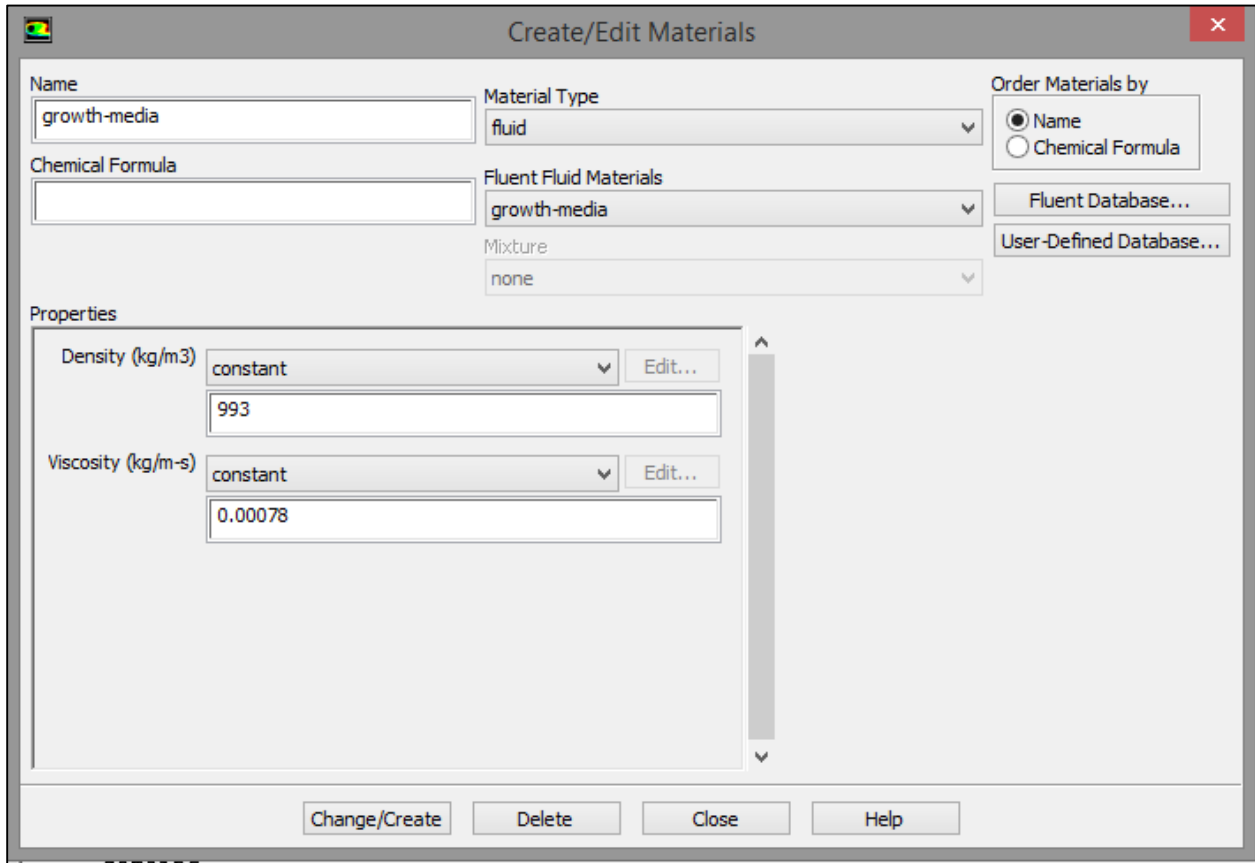 Create/Edit Materials
Name
growth-media
Chemical Formula
Material Type
fluid
Fluent Fluid Materials
growth-media
Mixture
none
Order Materials by
Name
Chemical Formula
Fluent Database...
User-Defined Database...
Properties
Density (kg/m3) constant Edit...
993
Viscosity (kg/m-s) constant Edit...
0.00078
Change/Create Delete Close Help